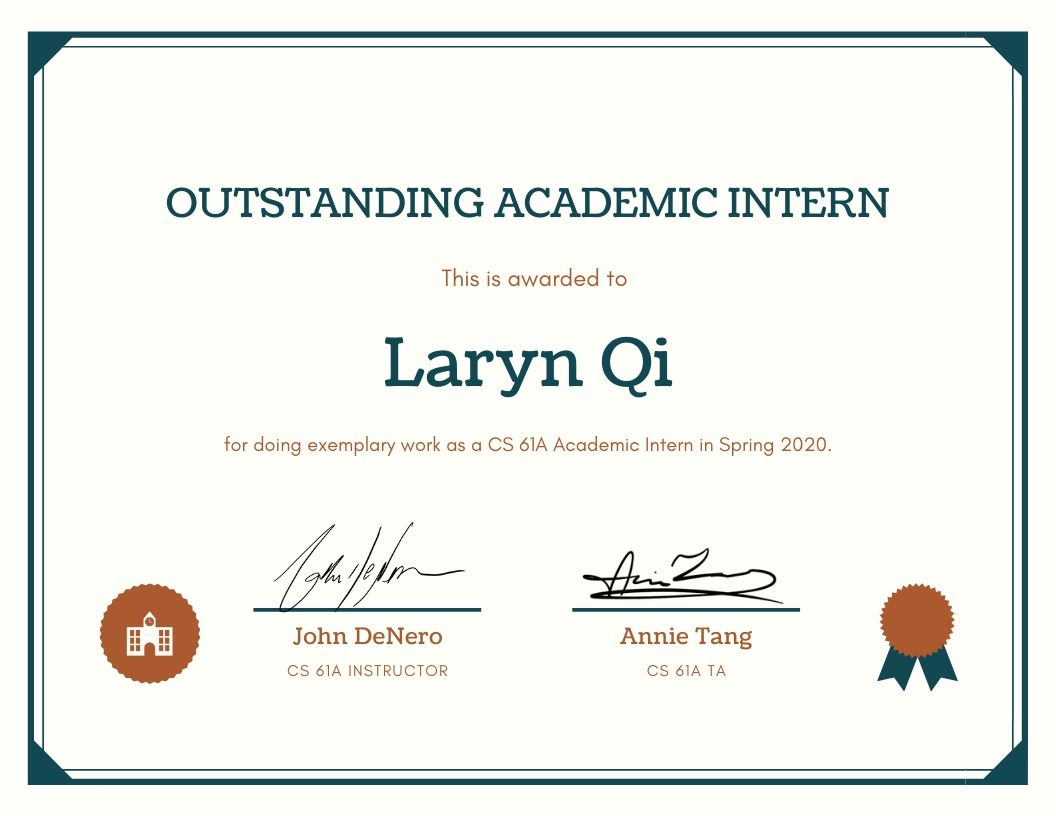 OUTSTANDING ACADEMIC INTERN
This is awarded to
Laryn Qi
for doing exemplary work as a CS 61A Academic Intern in Spring 2020.
John DeNero
Annie Tang
CS 61A INSTRUCTOR
CS 61A TA